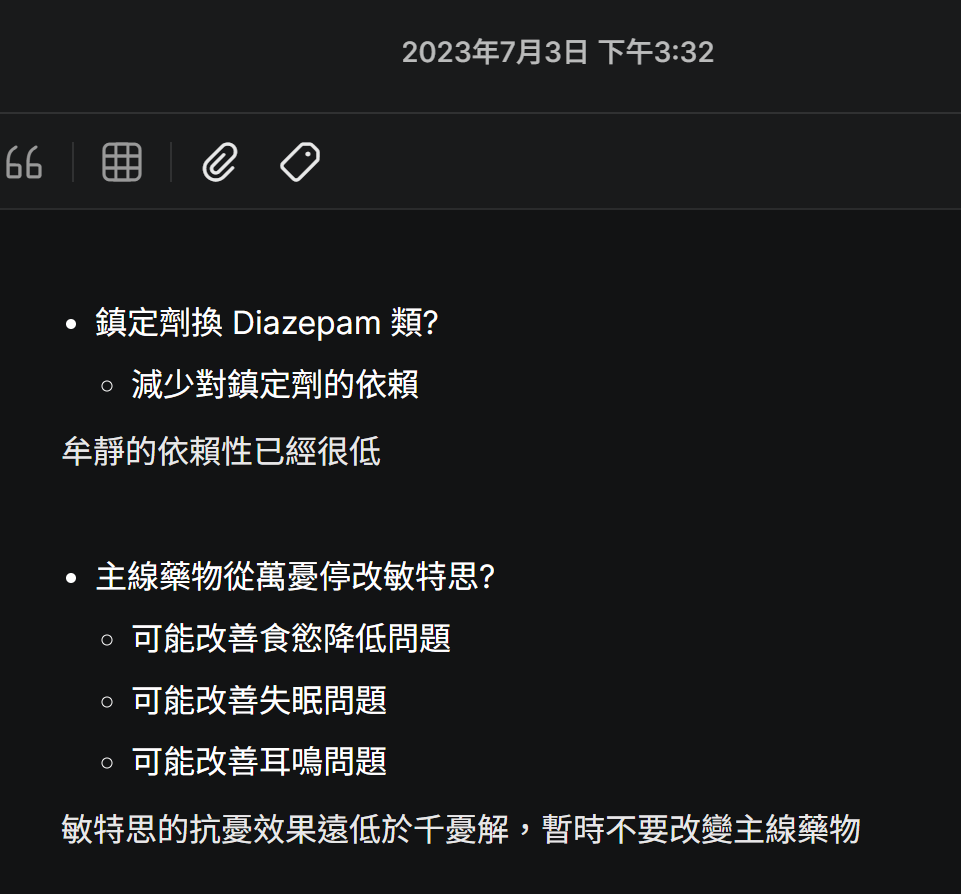 2023年7月3日 下午3:32
鎮定劑換 Diazepam 類?
減少對鎮定劑的依賴
牟靜的依賴性已經很低
主線藥物從萬憂停改敏特思?
可能改善食慾降低問題
可能改善失眠問題
可能改善耳鳴問題
敏特思的抗憂效果遠低於千憂解，暫時不要改變主線藥物